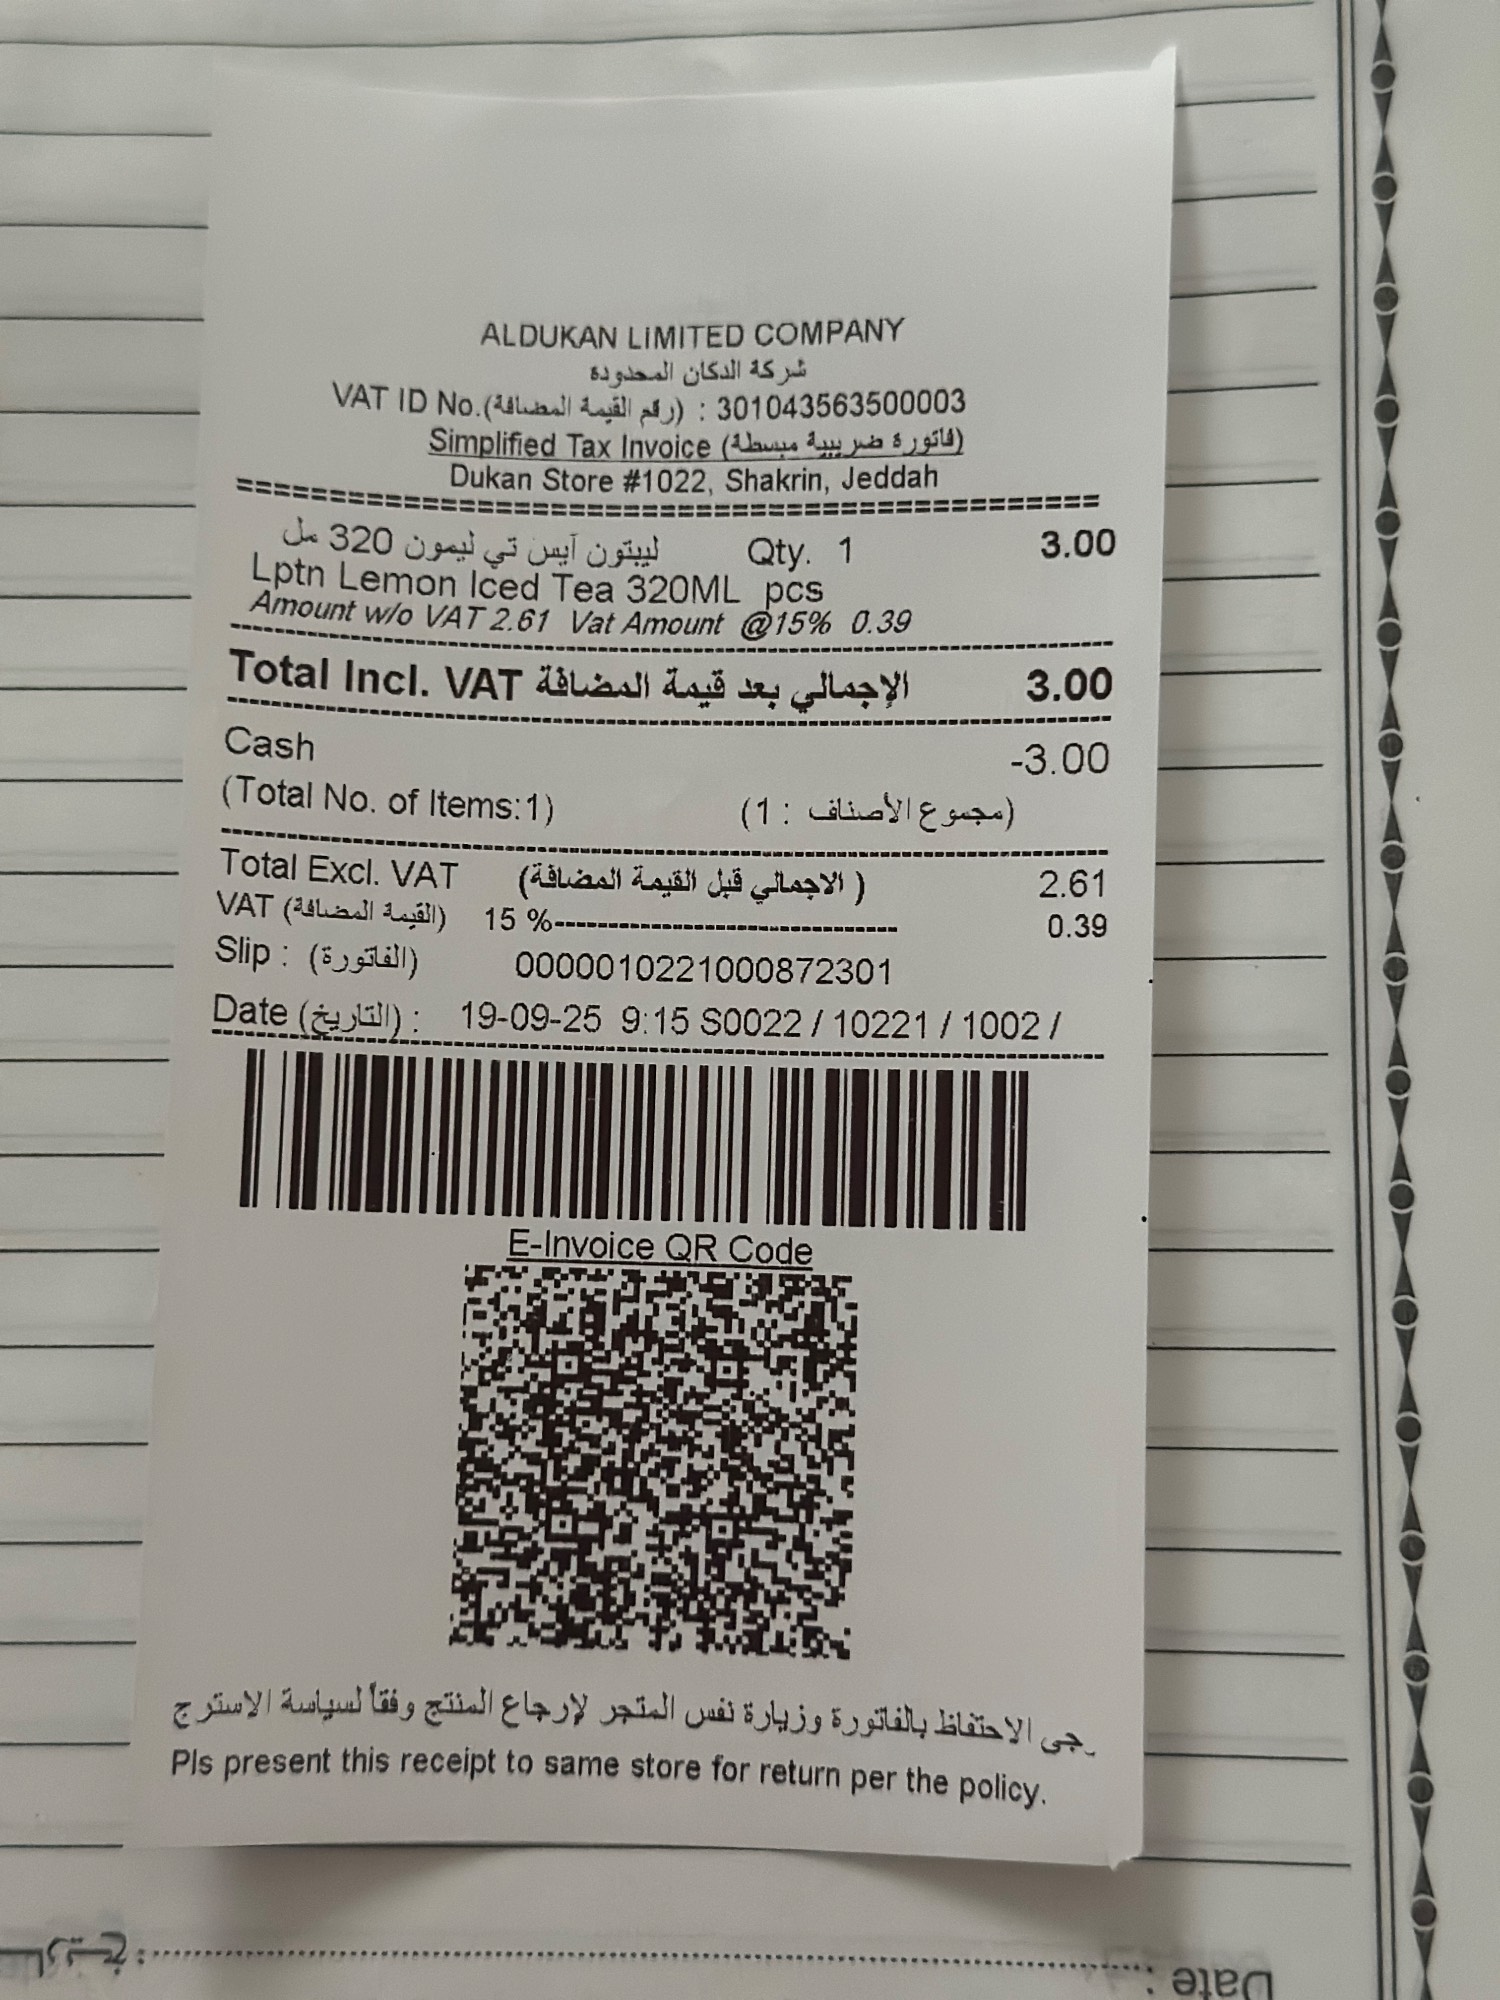 ALDUKAN LIMITED COMPANY
شركة الدكان المحدودة
VAT ID No.(رقم القيمة المضافة) : 301043563500003
Simplified Tax Invoice (فاتورة ضريبية مبسطة)
Dukan Store #1022, Shakrin, Jeddah
ليبتون آيس تي ليمون 320 مل Qty. 1 3.00
Lptn Lemon Iced Tea 320ML pcs
Amount w/o VAT 2.61 Vat Amount @15% 0.39
Total Incl. VAT الإجمالي بعد قيمة المضافة 3.00
Cash -3.00
(Total No. of Items:1) (مجموع الأصناف : 1)
Total Excl. VAT (الاجمالي قبل القيمة المضافة ) 2.61
VAT (القيمة المضافة) 15 %------------------------------ 0.39
Slip : (الفاتورة) 0000010221000872301
Date (التاريخ) : 19-09-25 9:15 S0022 / 10221 / 1002 /
E-Invoice QR Code
رجى الاحتفاظ بالفاتورة وزيارة نفس المتجر لإرجاع المنتج وفقاً لسياسة الاسترج
Pls present this receipt to same store for return per the policy.
Date :